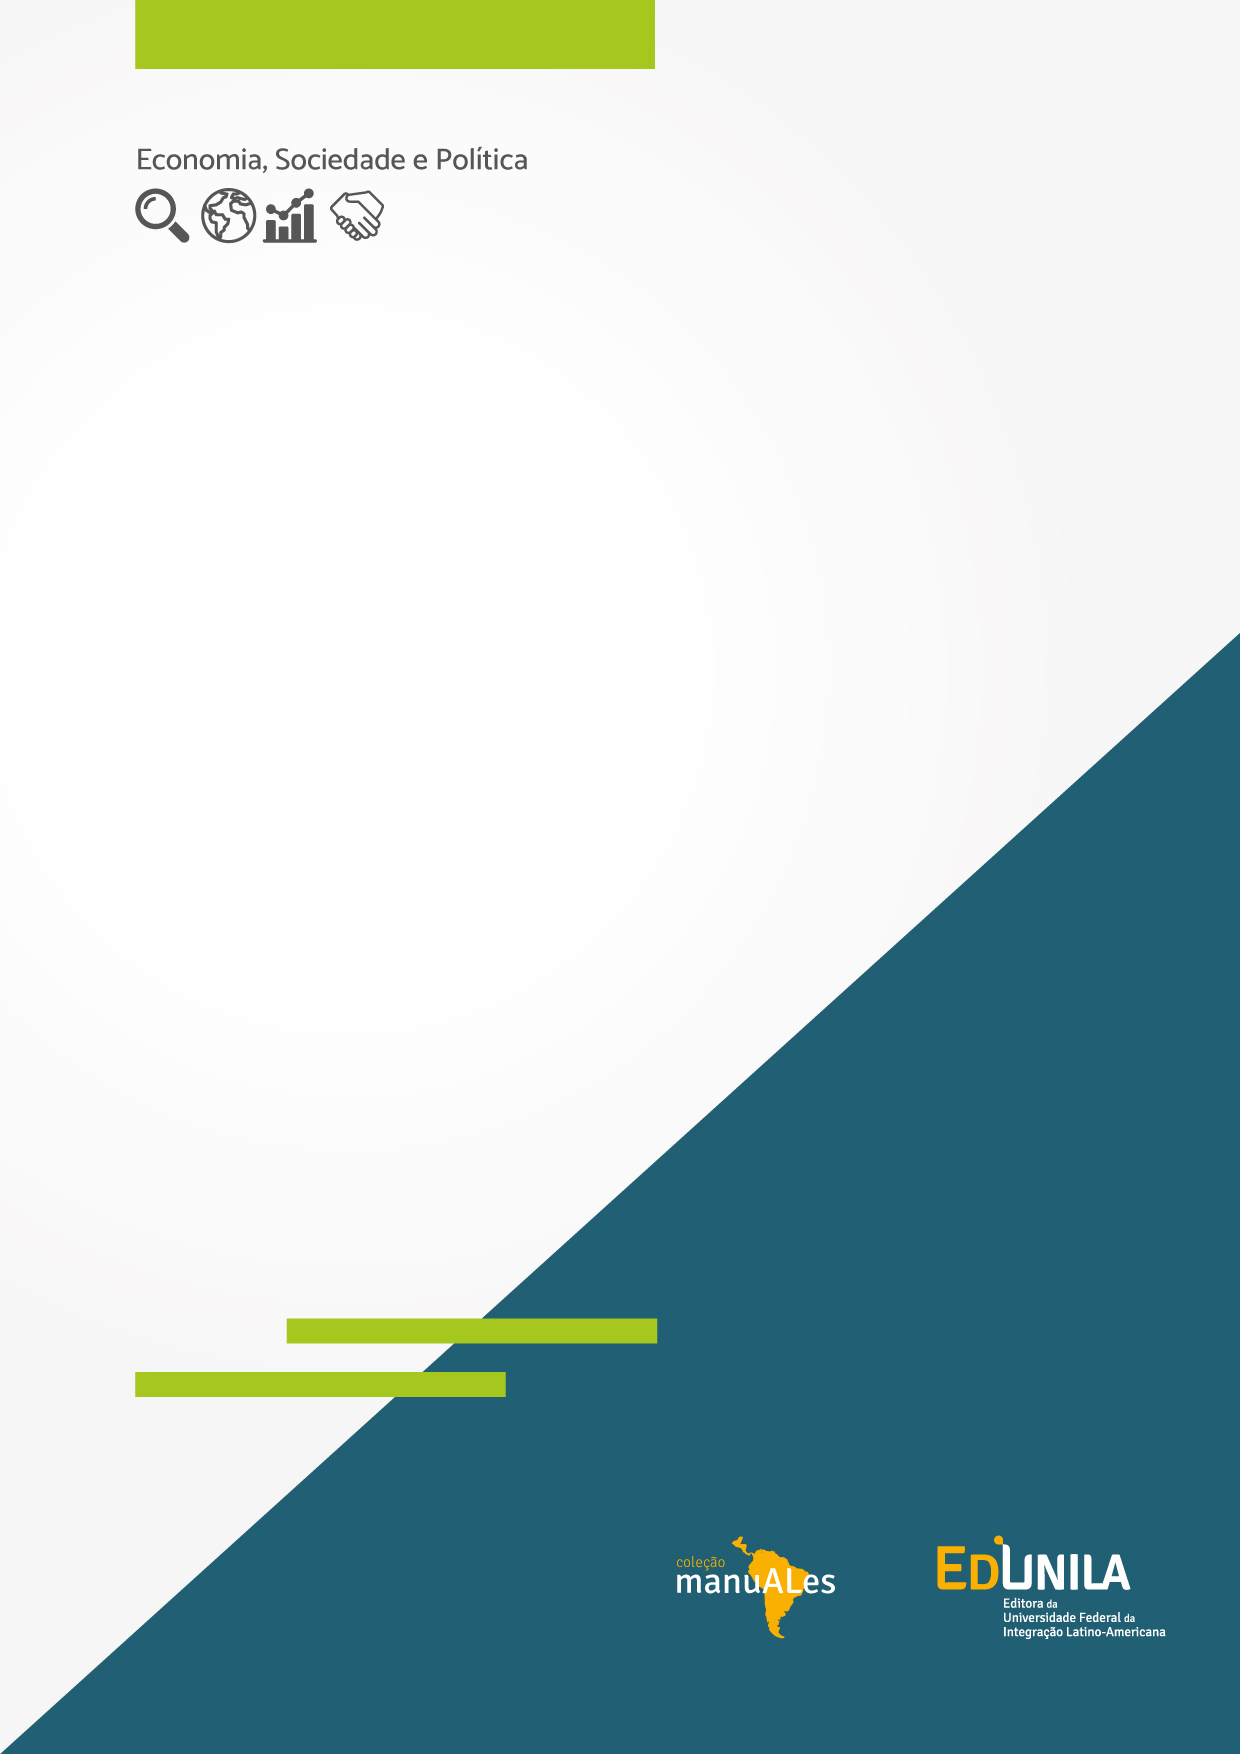 Economia, Sociedade e Política
coleção
manuALes
EDUNILA
Editora da
Universidade Federal da
Integração Latino-Americana